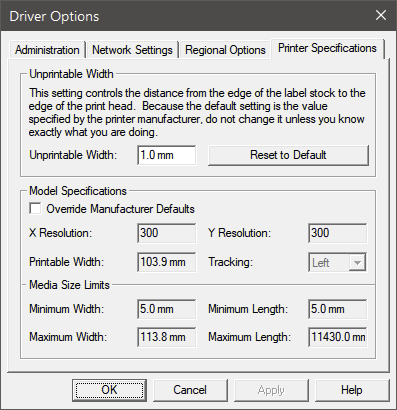 Driver Options
Administration Network Settings Regional Options Printer Specifications
Unprintable Width
This setting controls the distance from the edge of the label stock to the
edge of the print head. Because the default setting is the value
specified by the printer manufacturer, do not change it unless you know
exactly what you are doing.
Unprintable Width: 1.0 mm Reset to Default
Model Specifications
Override Manufacturer Defaults
X Resolution: 300 Y Resolution: 300
Printable Width: 103.9 mm Tracking: Left
Media Size Limits
Minimum Width: 5.0 mm Minimum Length: 5.0 mm
Maximum Width: 113.8 mm Maximum Length: 11430.0 mm
OK Cancel Apply Help